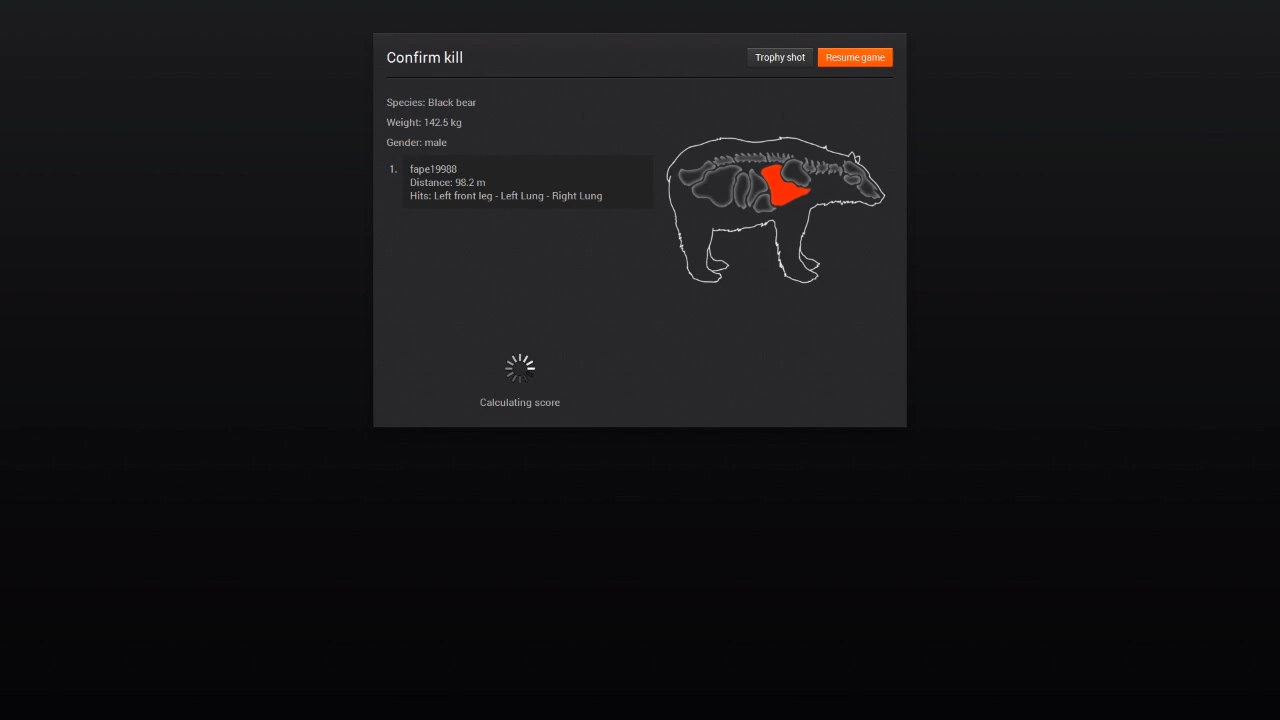 Confirm kill
Trophy shot
Resume game
Species: Black bear
Weight: 142.5 kg
Gender: male
1. fape19988
Distance: 98.2 m
Hits: Left front leg - Left Lung - Right Lung
Calculating score